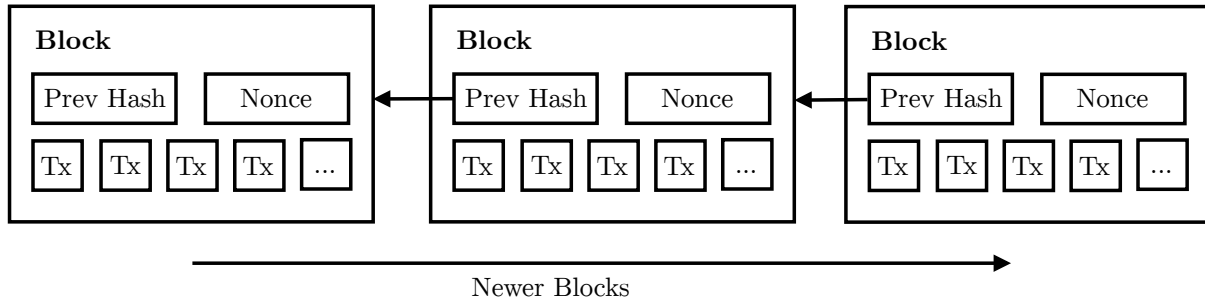 Block Block Block
Prev Hash Nonce Prev Hash Nonce Prev Hash Nonce
Tx Tx Tx Tx ... Tx Tx Tx Tx ... Tx Tx Tx Tx ...
Newer Blocks